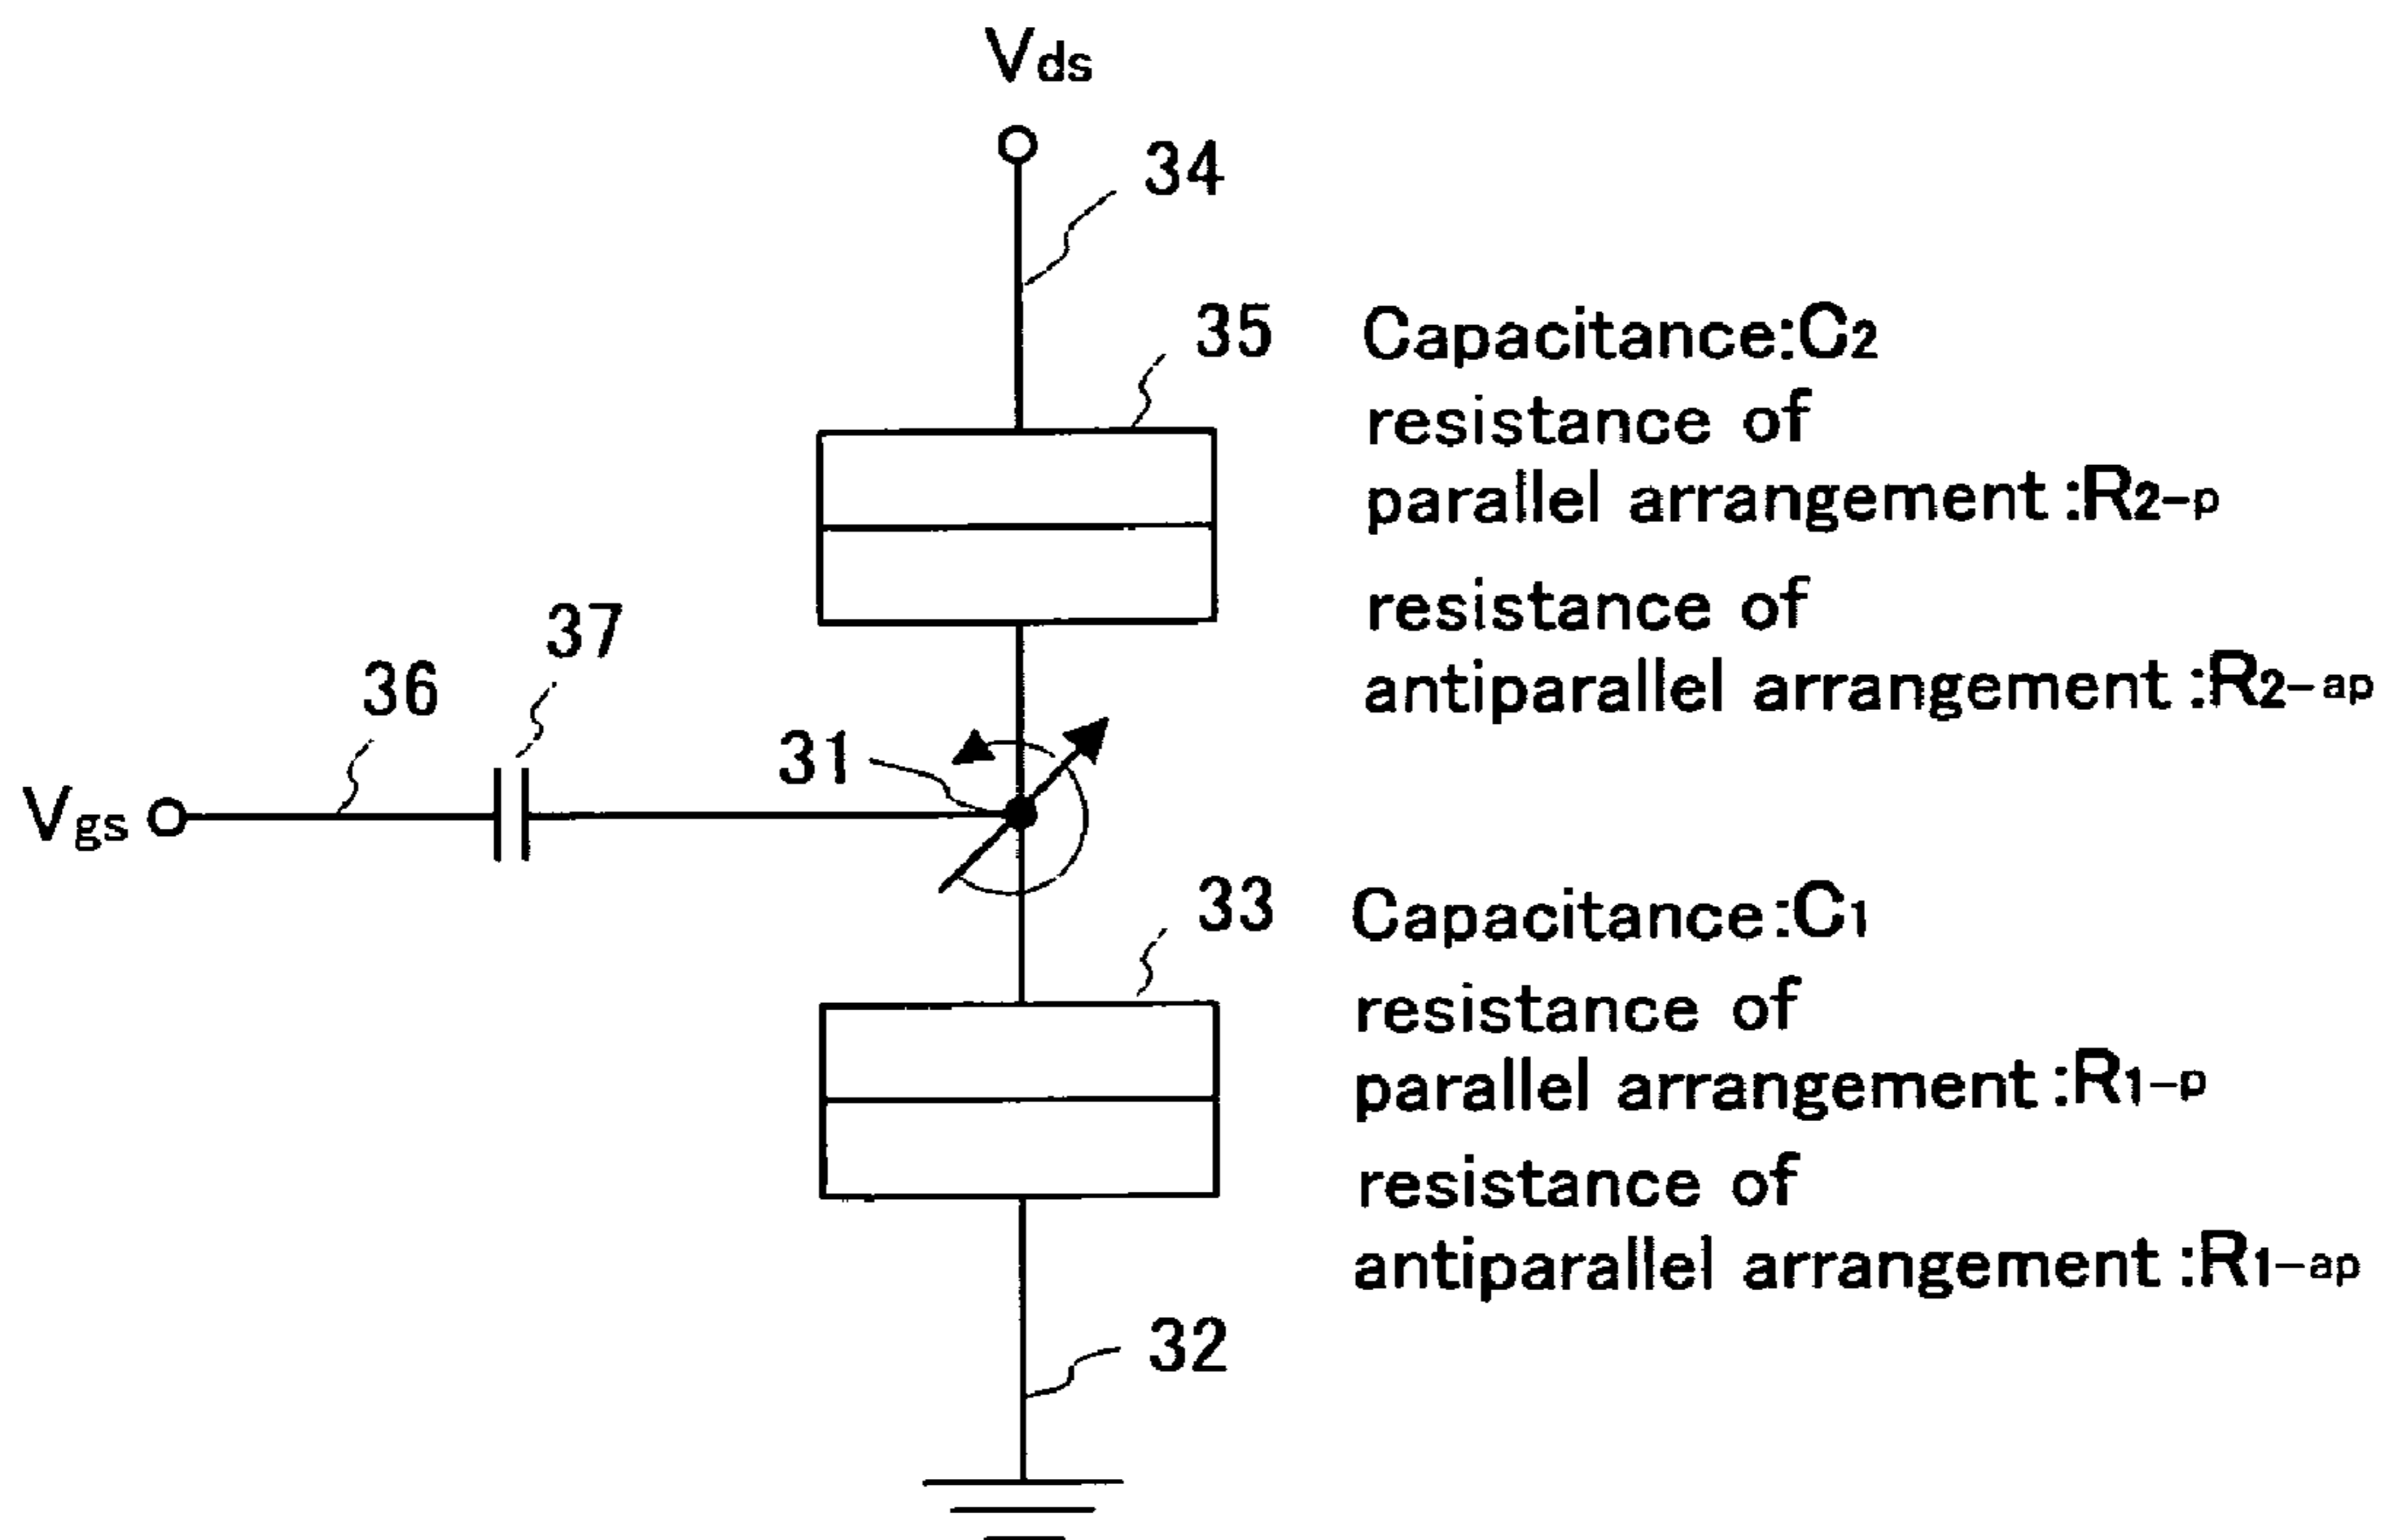 Vds
34
35
Capacitance:C2
resistance of
parallel arrangement :R2-p
resistance of
antiparallel arrangement :R2-ap
37
36
31
Vgs
33
Capacitance:C1
resistance of
parallel arrangement :R1-p
resistance of
antiparallel arrangement :R1-ap
32